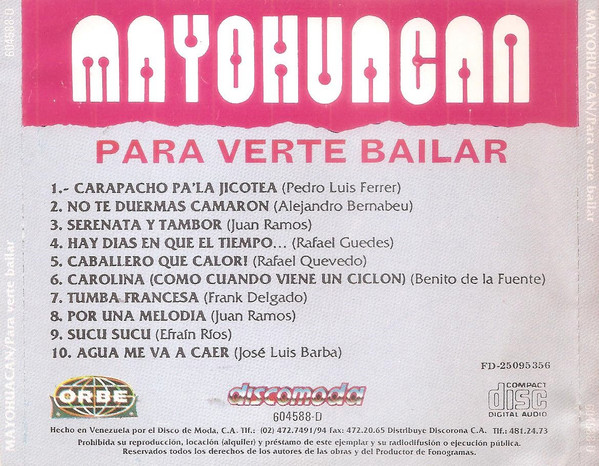 MAYOHUACAN
PARA VERTE BAILAR
1.- CARAPACHO PA'LA JICOTEA (Pedro Luis Ferrer)
2. NO TE DUERMAS CAMARON (Alejandro Bernabeu)
3. SERENATA Y TAMBOR (Juan Ramos)
4. HAY DIAS EN QUE EL TIEMPO... (Rafael Guedes)
5. CABALLERO QUE CALOR! (Rafael Quevedo)
6. CAROLINA (COMO CUANDO VIENE UN CICLON) (Benito de la Fuente)
7. TUMBA FRANCESA (Frank Delgado)
8. POR UNA MELODIA (Juan Ramos)
9. SUCU SUCU (Efraín Ríos)
10. AGUA ME VA A CAER (José Luis Barba)
FD-25095356
ORBE
discomoda
604588-D
COMPACT
disc
DIGITAL AUDIO
Hecho en Venezuela por el Disco de Moda, C.A. Tlf.: (02) 472.7491/94 fax: 472.20.65 Distribuye Discorona C.A. Tlf.: 481.24.73
Prohibida su reproducción, locación (alquiler) y préstamo de este ejemplar y su radiodifusión o ejecución pública.
Reservados todos los derechos de los autores de las obras y del Productor de Fonogramas.
MAYOHUACAN/Para verte bailar
604588-D
MAYOHUACAN/Para verte bailar
604588-D